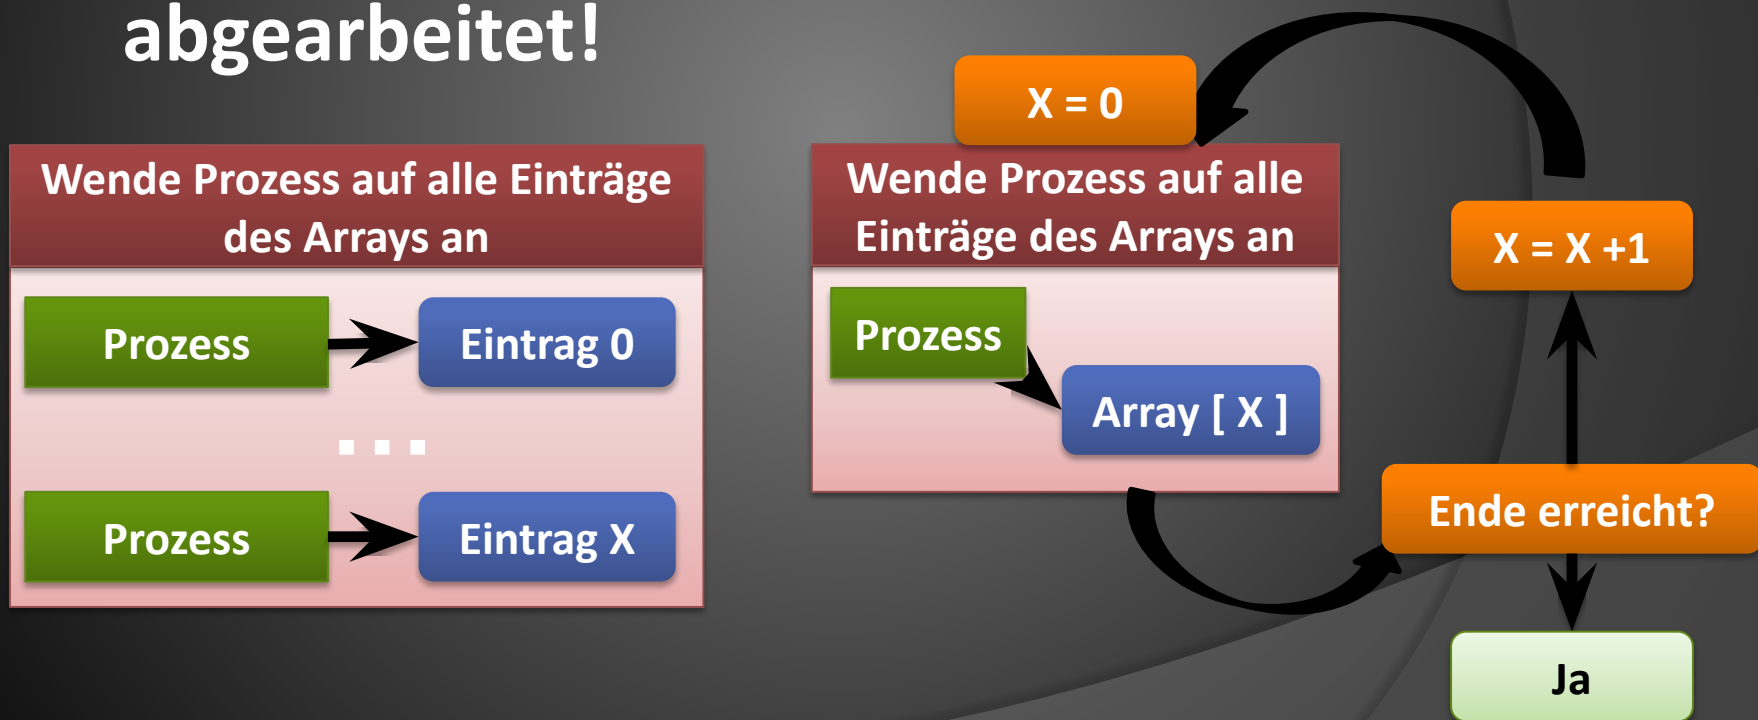 abgearbeitet!
Wende Prozess auf alle Einträge
des Arrays an
Prozess
Eintrag 0
...
Prozess
Eintrag X
X = 0
Wende Prozess auf alle
Einträge des Arrays an
Prozess
Array [ X ]
X = X +1
Ende erreicht?
Ja